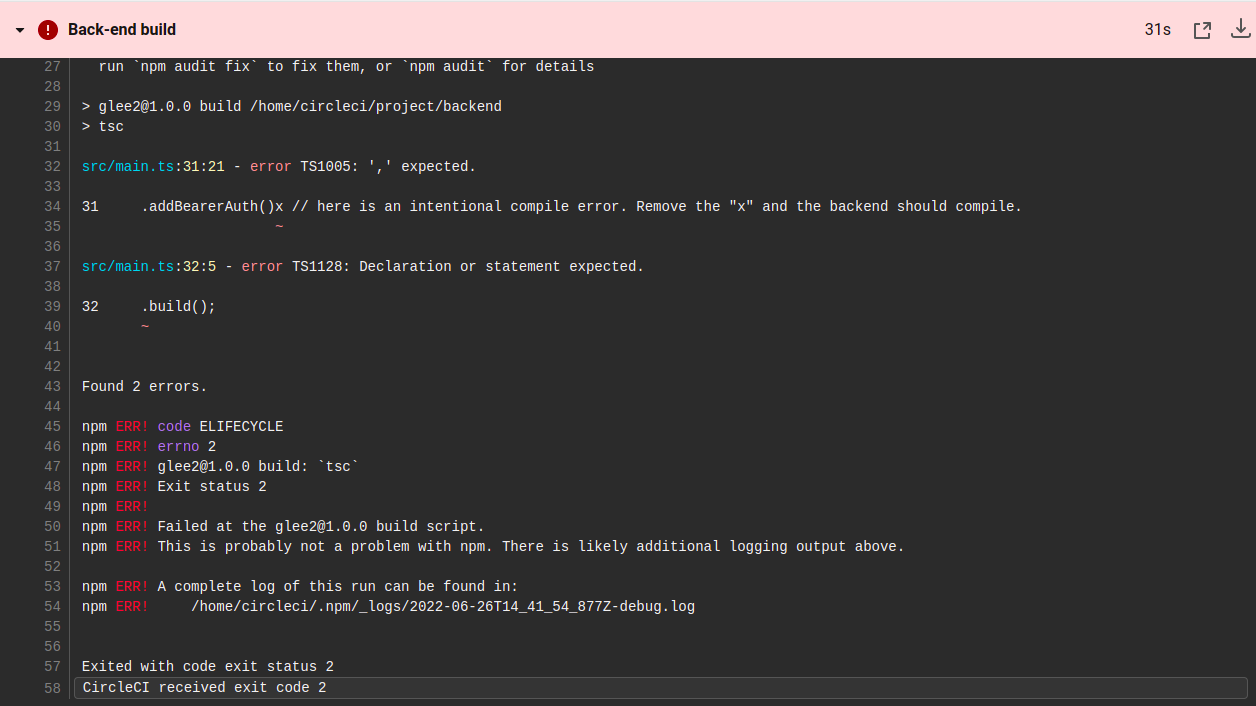 Back-end build 31s
27 run `npm audit fix` to fix them, or `npm audit` for details
28
29 > glee2@1.0.0 build /home/circleci/project/backend
30 > tsc
31
32 src/main.ts:31:21 - error TS1005: ',' expected.
33
34 31     .addBearerAuth()x // here is an intentional compile error. Remove the "x" and the backend should compile.
35                        ~
36
37 src/main.ts:32:5 - error TS1128: Declaration or statement expected.
38
39 32     .build();
40        ~
41
42
43 Found 2 errors.
44
45 npm ERR! code ELIFECYCLE
46 npm ERR! errno 2
47 npm ERR! glee2@1.0.0 build: `tsc`
48 npm ERR! Exit status 2
49 npm ERR!
50 npm ERR! Failed at the glee2@1.0.0 build script.
51 npm ERR! This is probably not a problem with npm. There is likely additional logging output above.
52
53 npm ERR! A complete log of this run can be found in:
54 npm ERR!     /home/circleci/.npm/_logs/2022-06-26T14_41_54_877Z-debug.log
55
56
57 Exited with code exit status 2
58 CircleCI received exit code 2